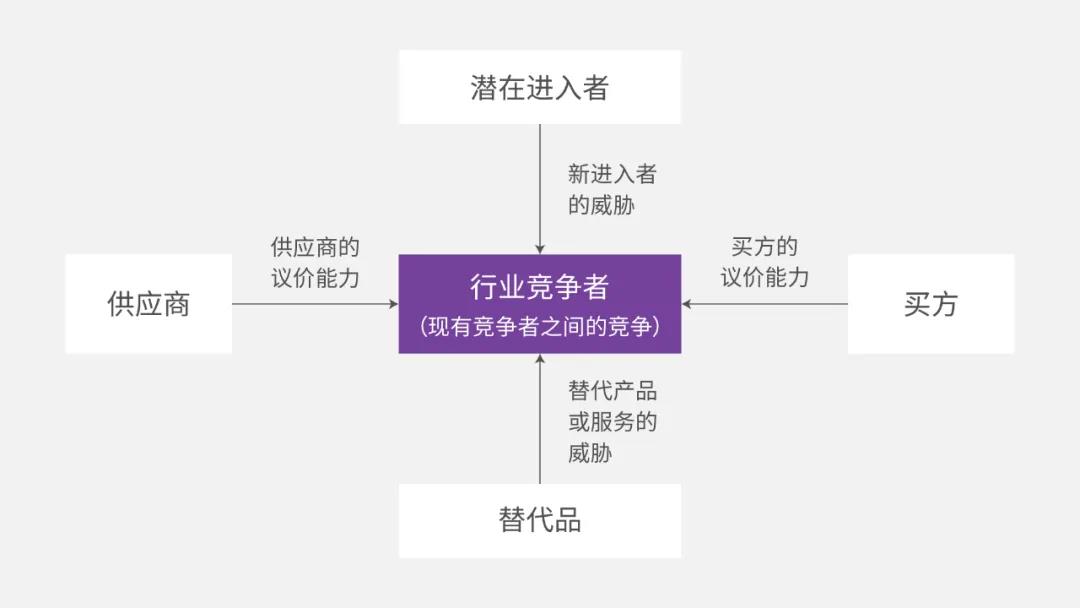 潜在进入者
新进入者
的威胁
供应商的
议价能力
买方的
议价能力
供应商
行业竞争者
（现有竞争者之间的竞争）
买方
替代产品
或服务的
威胁
替代品